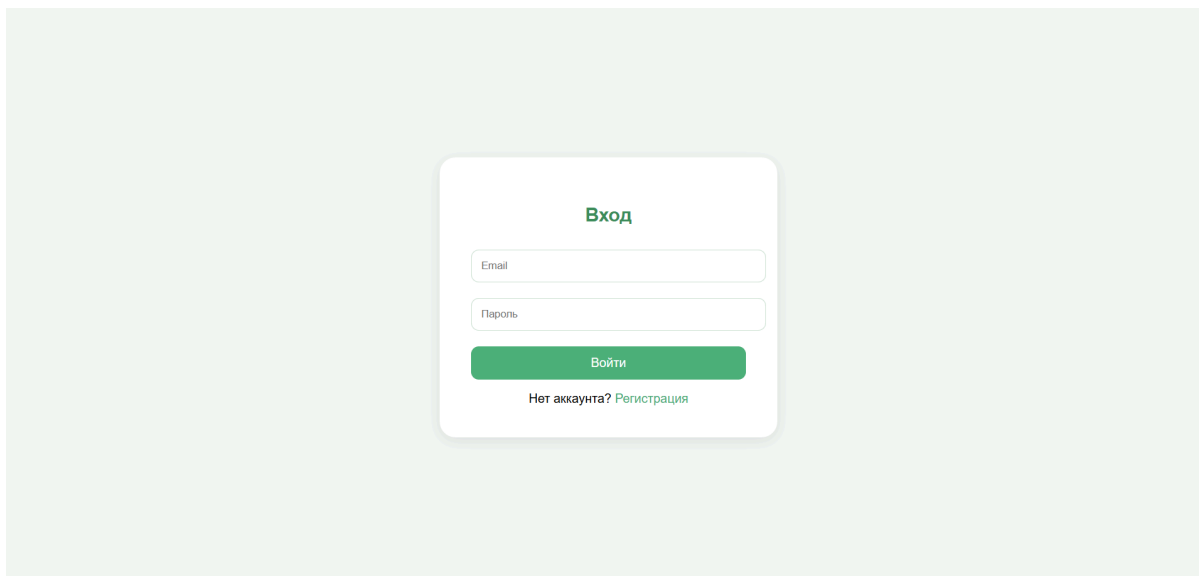 Вход
Email
Пароль
Войти
Нет аккаунта? Регистрация